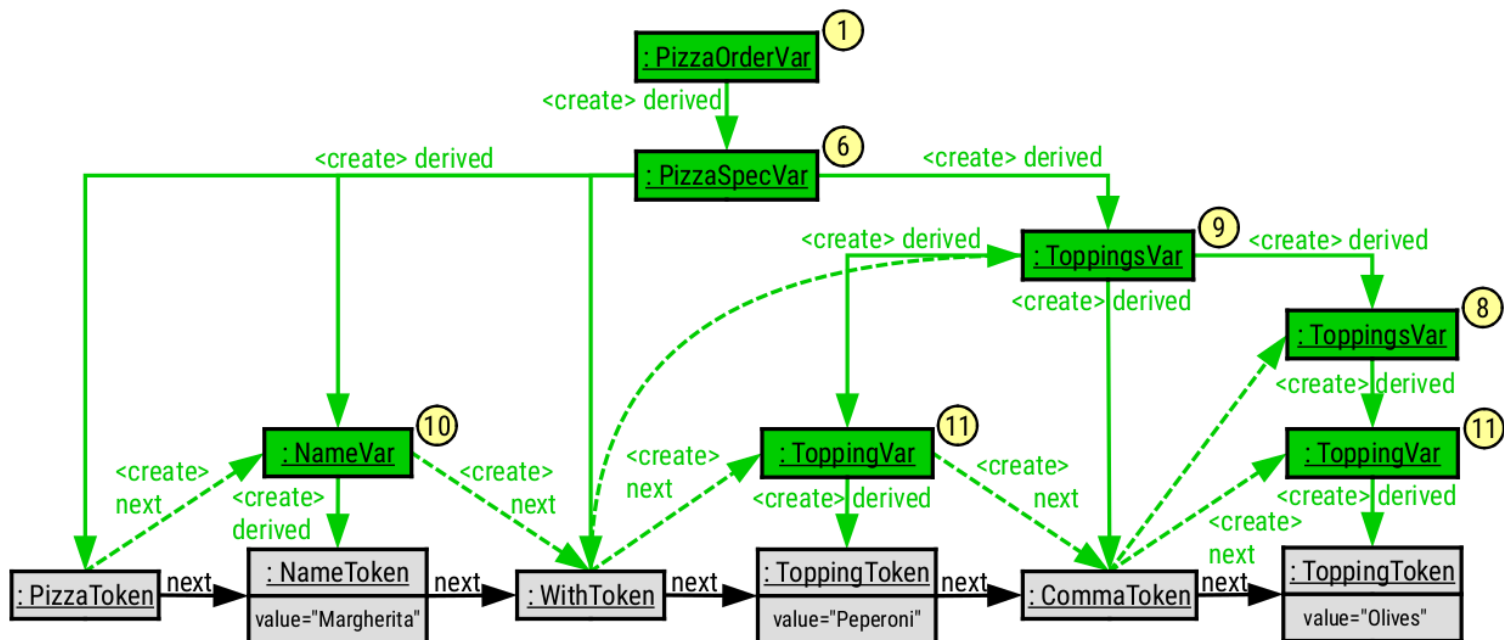 1
: PizzaOrderVar
<create> derived
6
<create> derived
: PizzaSpecVar
<create> derived
9
<create> derived
: ToppingsVar
<create> derived
<create> derived
8
: ToppingsVar
<create> derived
10
: NameVar
11
: ToppingVar
11
: ToppingVar
<create>
next
<create>
derived
<create>
next
<create>
next
<create> derived
<create>
next
<create> derived
<create>
next
: PizzaToken
next
: NameToken
value="Margherita"
next
: WithToken
next
: ToppingToken
value="Peperoni"
next
: CommaToken
next
: ToppingToken
value="Olives"